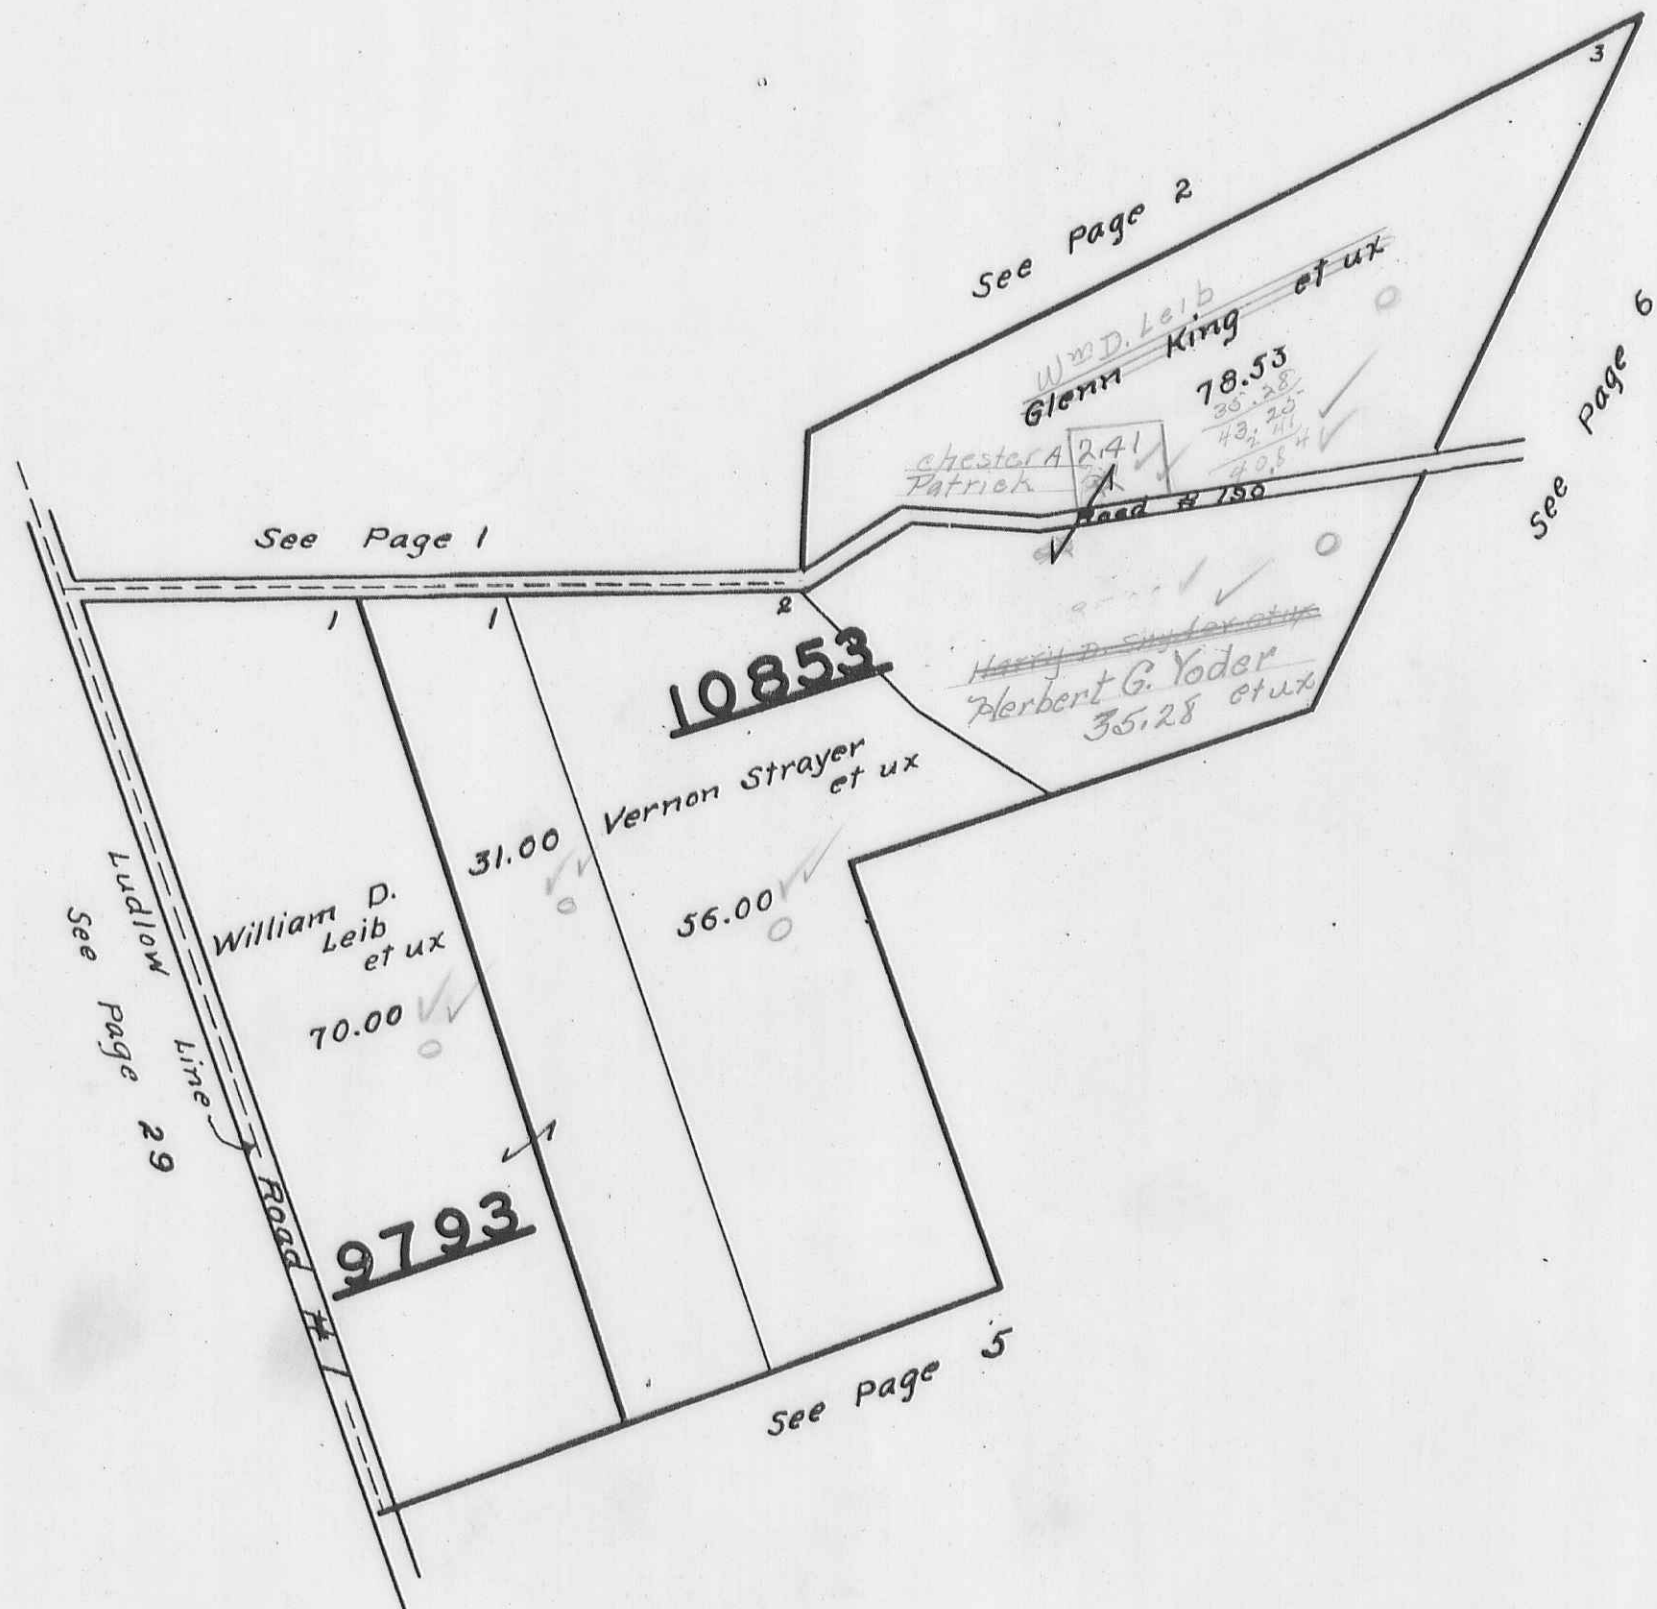 3
See Page 2
Wm D. Leib
Glenn King et ux
78.53
35.28
43.25
2.41
40.84
Chester A
Patrick
2.41
See Page 6
Road # 150
See Page 1
1
1
2
10853
Harry D. Snyder et ux
Herbert G. Yoder
et ux
35.28
Vernon Strayer
et ux
31.00
56.00
William D.
Leib
et ux
70.00
Ludlow Line
See Page 29
9793
Road # 1
See Page 5